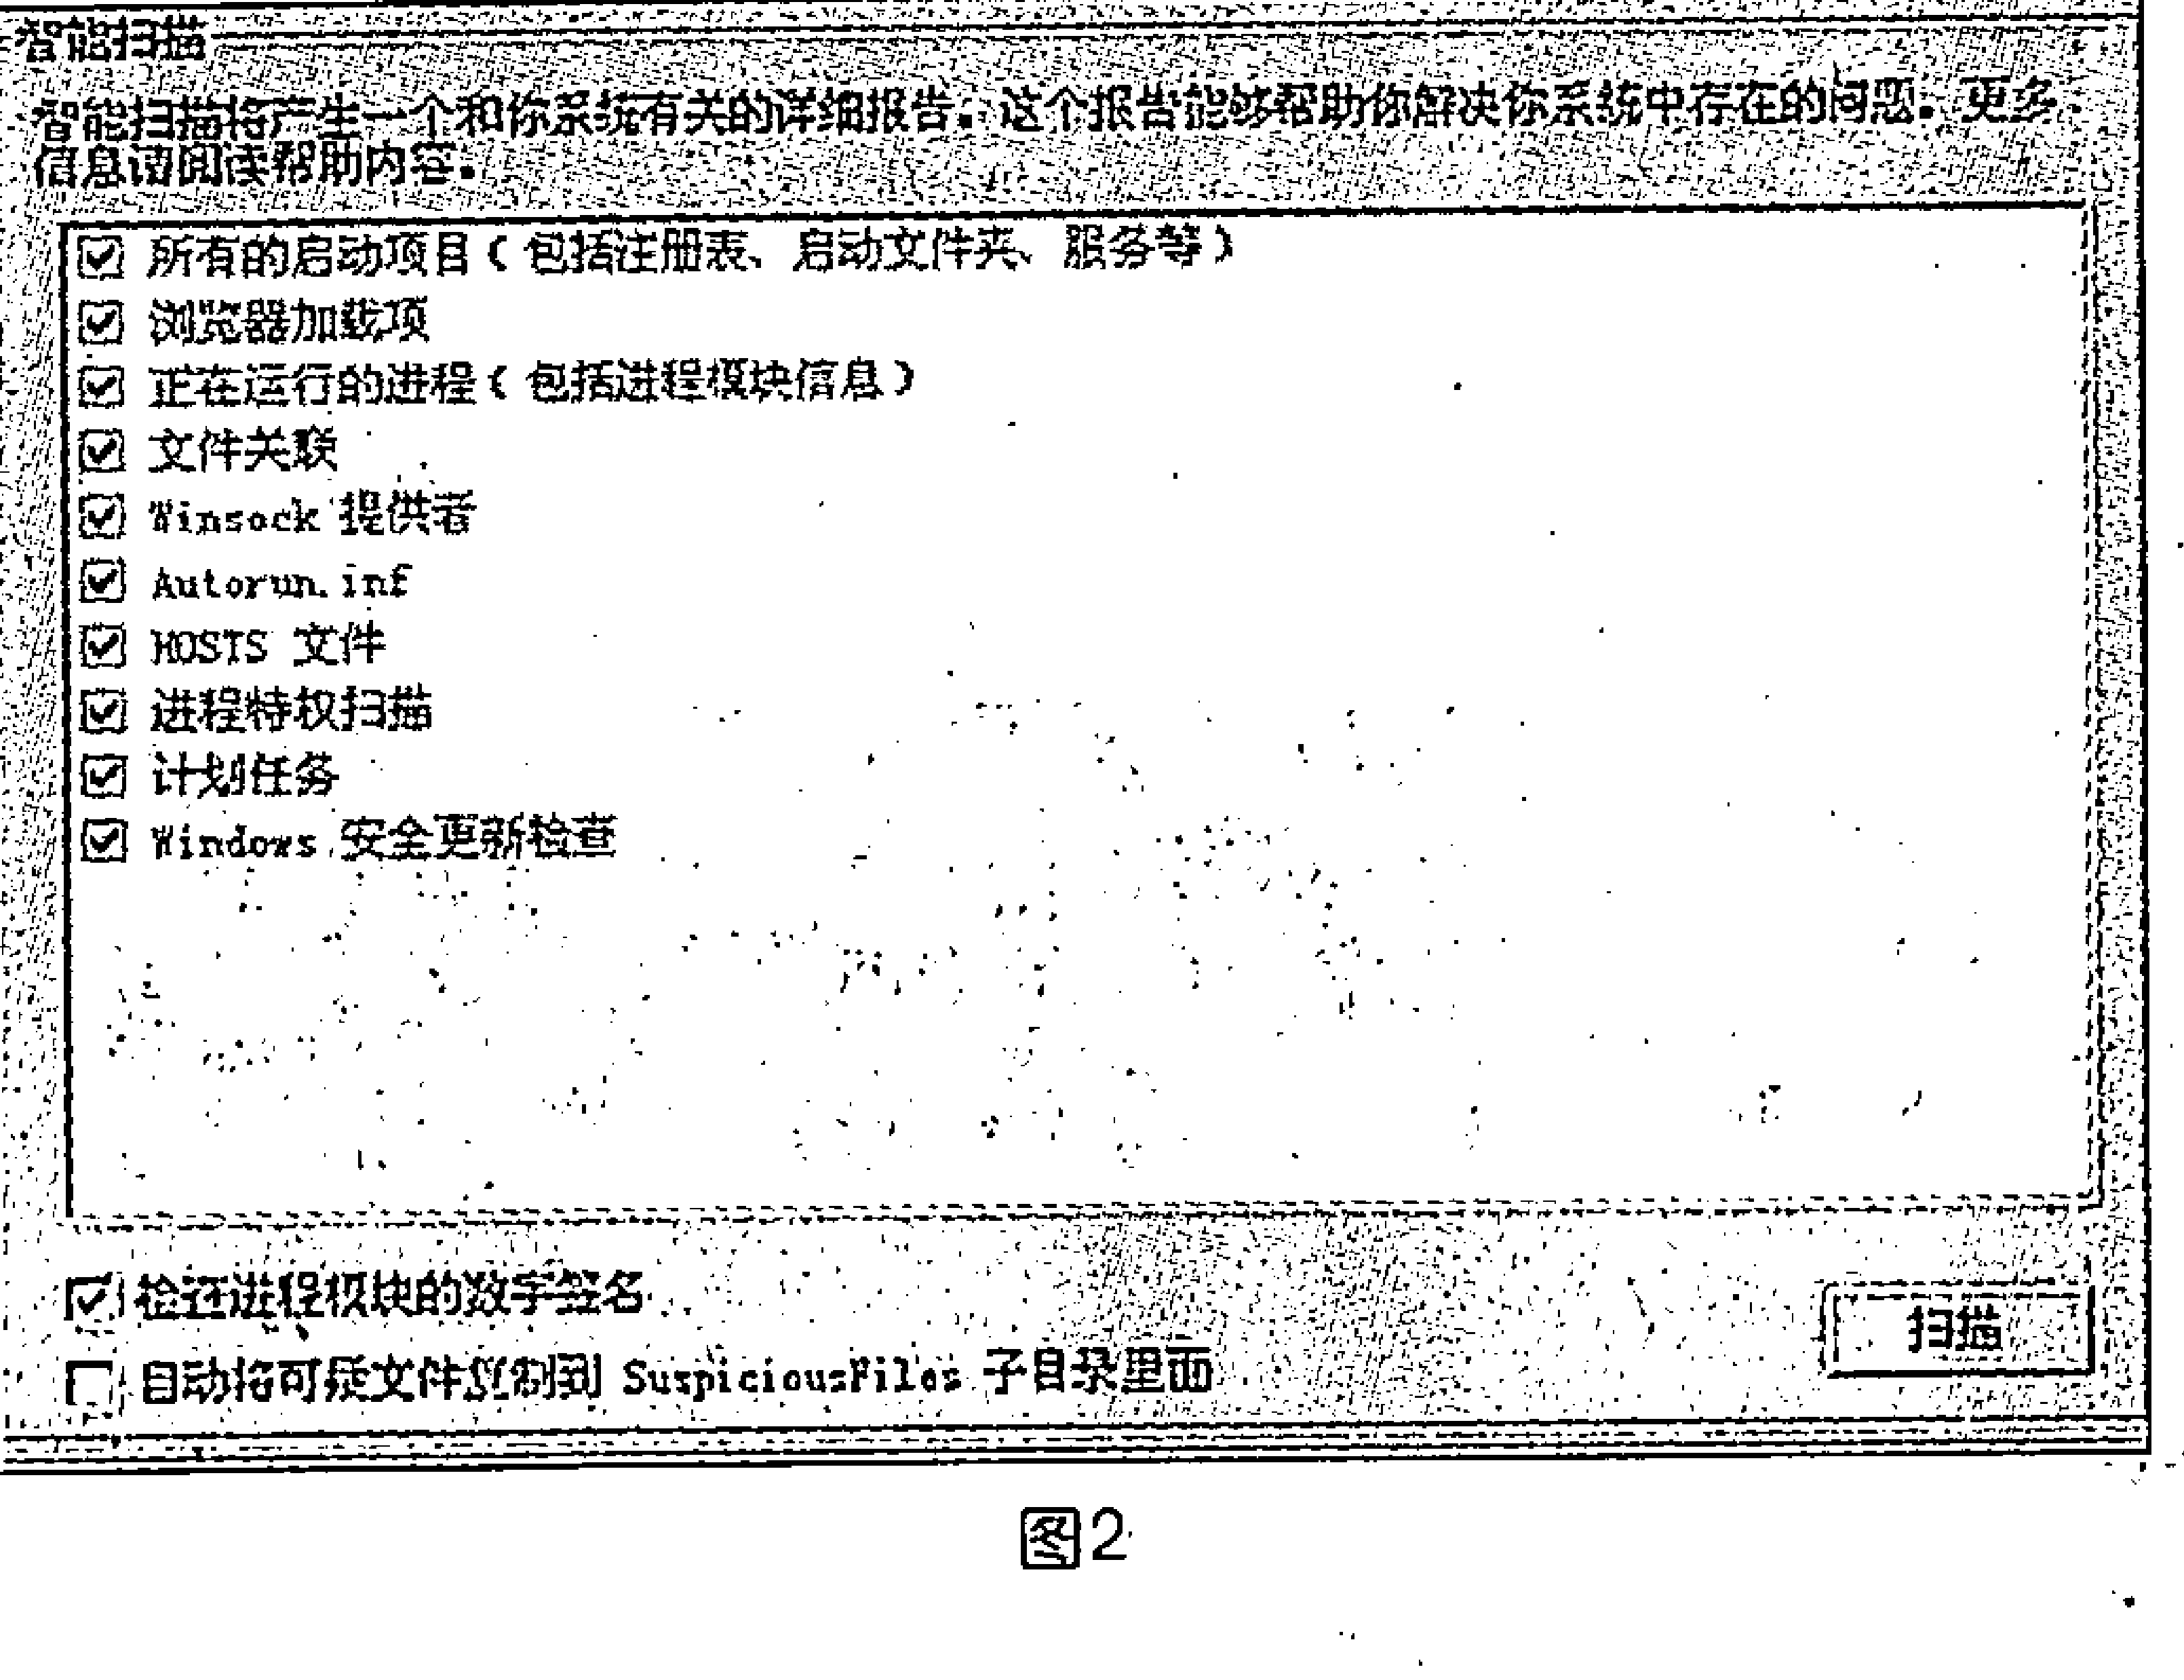 智能扫描
智能扫描将产生一个和你系统有关的详细报告。这个报告能够帮助你解决你系统中存在的问题。更多
信息请阅读帮助内容。
所有的启动项目(包括注册表、启动文件夹、服务等)
浏览器加载项
正在运行的进程(包括进程模块信息)
文件关联
Winsock 提供者
Autorun.inf
HOSTS 文件
进程特权扫描
计划任务
Windows 安全更新检查
检查进程模块的数字签名
自动将可疑文件复制到 SuspiciousFiles 子目录里面
扫描
图2